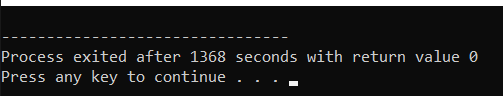 --------------------------------
Process exited after 1368 seconds with return value 0
Press any key to continue . . .